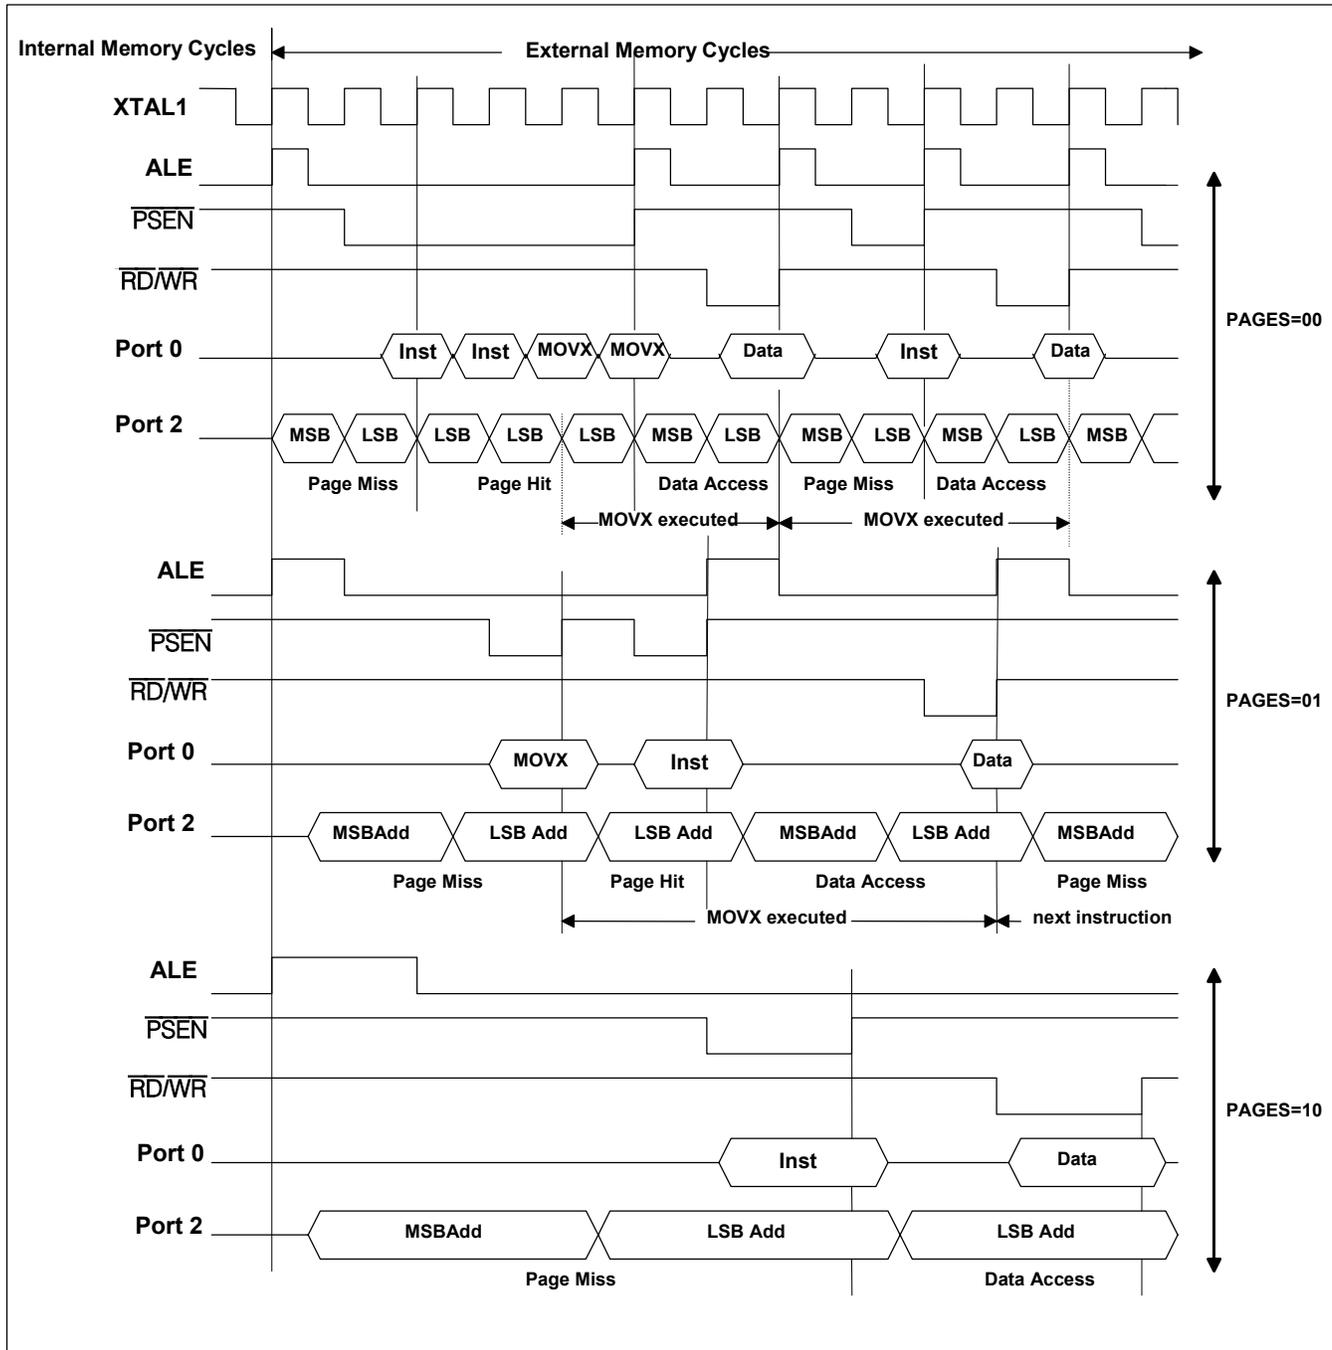 Internal Memory Cycles External Memory Cycles
XTAL1
ALE
PSEN
RD/WR
PAGES=00
Port 0 Inst Inst MOVX MOVX Data Inst Data
Port 2 MSB LSB LSB LSB LSB MSB LSB MSB LSB MSB LSB MSB
Page Miss Page Hit Data Access Page Miss Data Access
MOVX executed MOVX executed
ALE
PSEN
RD/WR
PAGES=01
Port 0 MOVX Inst Data
Port 2 MSBAdd LSB Add LSB Add MSBAdd LSB Add MSBAdd
Page Miss Page Hit Data Access Page Miss
MOVX executed next instruction
ALE
PSEN
RD/WR
PAGES=10
Port 0 Inst Data
Port 2 MSBAdd LSB Add LSB Add
Page Miss Data Access